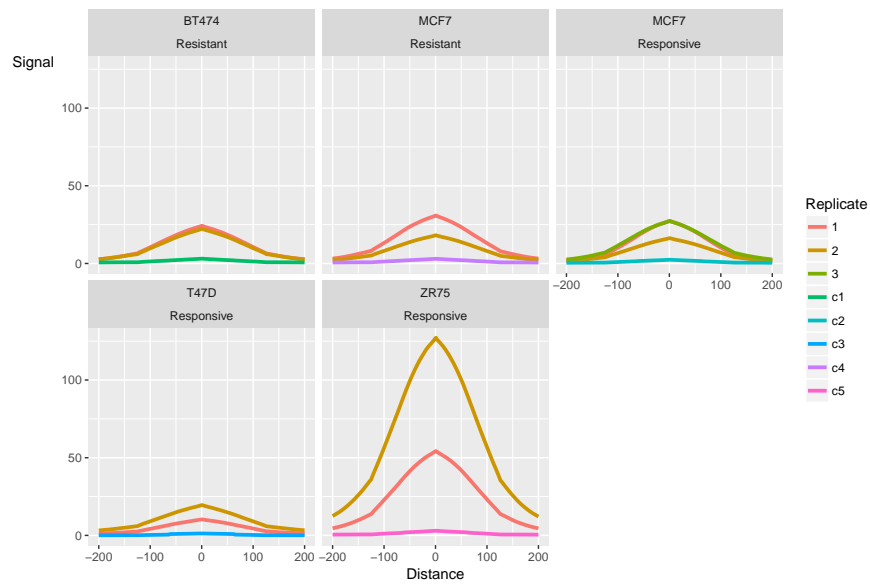 BT474
Resistant
MCF7
Resistant
MCF7
Responsive
Signal
100
50
0
−200 −100 0 100 200
T47D
Responsive
ZR75
Responsive
100
50
0
−200 −100 0 100 200
−200 −100 0 100 200
Distance
Replicate
1
2
3
c1
c2
c3
c4
c5